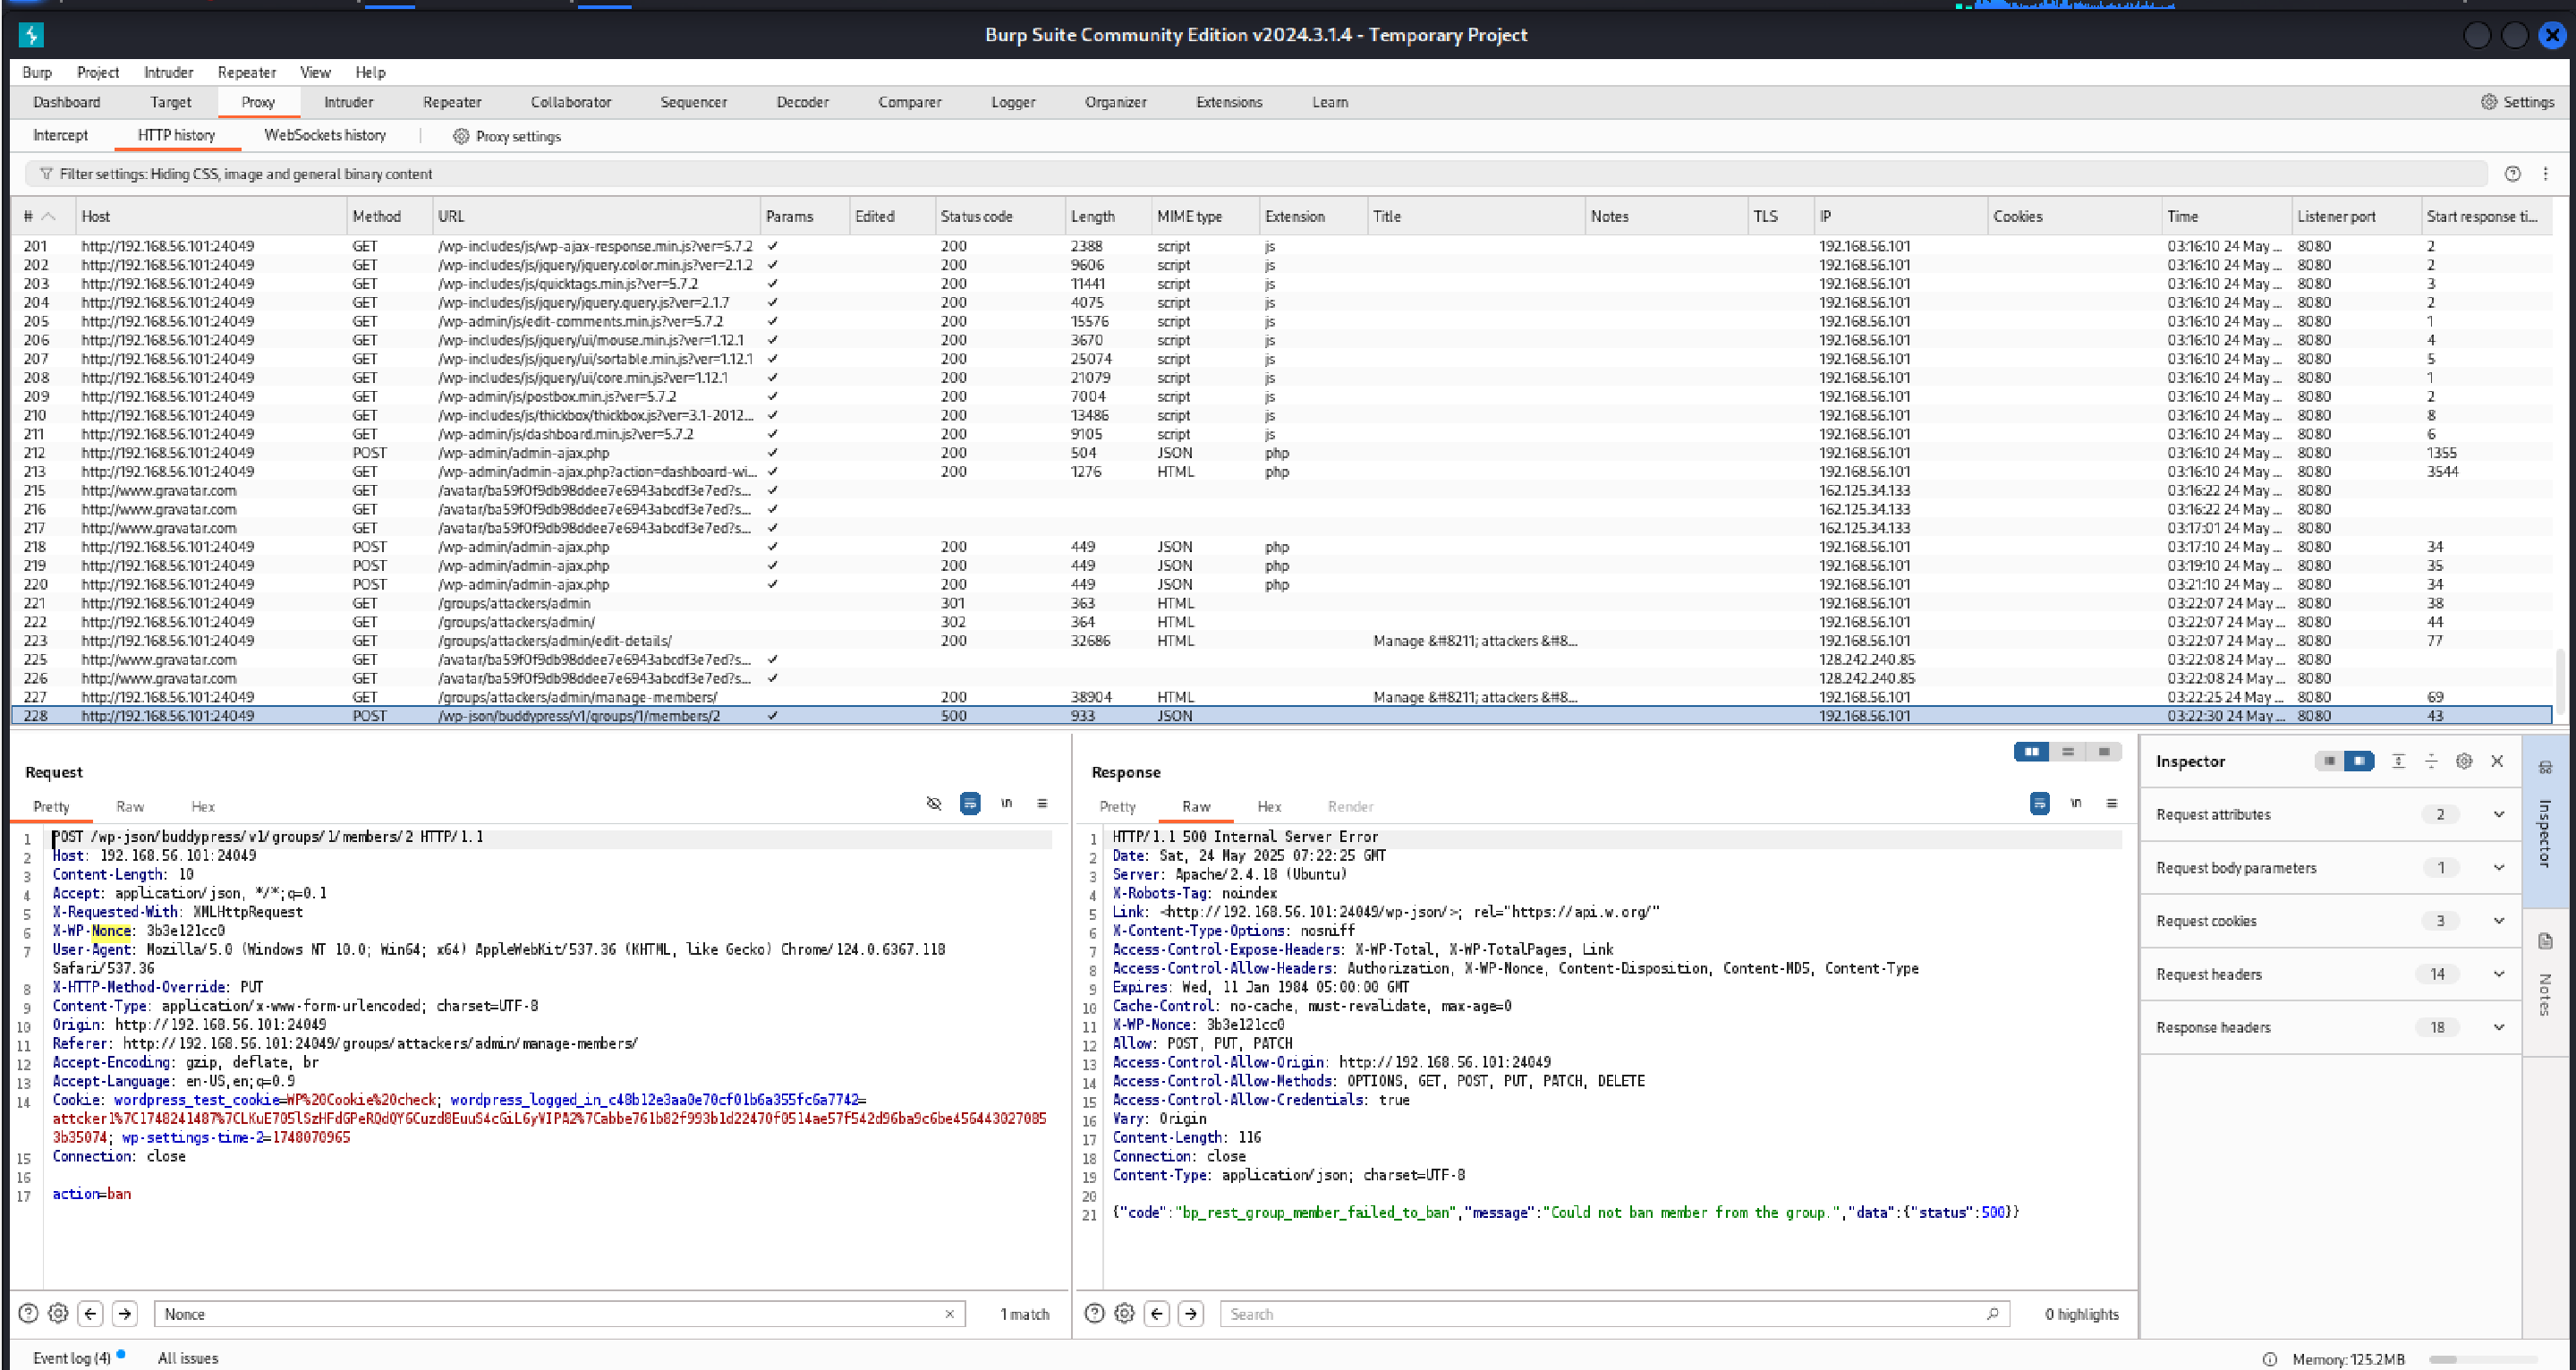 Burp Suite Community Edition v2024.3.1.4 - Temporary Project
Burp Project Intruder Repeater View Help
Dashboard Target Proxy Intruder Repeater Collaborator Sequencer Decoder Comparer Logger Organizer Extensions Learn Settings
Intercept HTTP history WebSockets history Proxy settings
Filter settings: Hiding CSS, image and general binary content
# Host Method URL Params Edited Status code Length MIME type Extension Title Notes TLS IP Cookies Time Listener port Start response ti...
201 http://192.168.56.101:24049 GET /wp-includes/js/wp-ajax-response.min.js?ver=5.7.2 ✓ 200 2388 script js 192.168.56.101 03:16:10 24 May ... 8080 2
202 http://192.168.56.101:24049 GET /wp-includes/js/jquery/jquery.color.min.js?ver=2.1.2 ✓ 200 9606 script js 192.168.56.101 03:16:10 24 May ... 8080 2
203 http://192.168.56.101:24049 GET /wp-includes/js/quicktags.min.js?ver=5.7.2 ✓ 200 11441 script js 192.168.56.101 03:16:10 24 May ... 8080 3
204 http://192.168.56.101:24049 GET /wp-includes/js/jquery/jquery.query.js?ver=2.1.7 ✓ 200 4075 script js 192.168.56.101 03:16:10 24 May ... 8080 2
205 http://192.168.56.101:24049 GET /wp-admin/js/edit-comments.min.js?ver=5.7.2 ✓ 200 15576 script js 192.168.56.101 03:16:10 24 May ... 8080 1
206 http://192.168.56.101:24049 GET /wp-includes/js/jquery/ui/mouse.min.js?ver=1.12.1 ✓ 200 3670 script js 192.168.56.101 03:16:10 24 May ... 8080 4
207 http://192.168.56.101:24049 GET /wp-includes/js/jquery/ui/sortable.min.js?ver=1.12.1 ✓ 200 25074 script js 192.168.56.101 03:16:10 24 May ... 8080 5
208 http://192.168.56.101:24049 GET /wp-includes/js/jquery/ui/core.min.js?ver=1.12.1 ✓ 200 21079 script js 192.168.56.101 03:16:10 24 May ... 8080 1
209 http://192.168.56.101:24049 GET /wp-admin/js/postbox.min.js?ver=5.7.2 ✓ 200 7004 script js 192.168.56.101 03:16:10 24 May ... 8080 2
210 http://192.168.56.101:24049 GET /wp-includes/js/thickbox/thickbox.js?ver=3.1-2012... ✓ 200 13486 script js 192.168.56.101 03:16:10 24 May ... 8080 8
211 http://192.168.56.101:24049 GET /wp-admin/js/dashboard.min.js?ver=5.7.2 ✓ 200 9105 script js 192.168.56.101 03:16:10 24 May ... 8080 6
212 http://192.168.56.101:24049 POST /wp-admin/admin-ajax.php ✓ 200 504 JSON php 192.168.56.101 03:16:10 24 May ... 8080 1355
213 http://192.168.56.101:24049 GET /wp-admin/admin-ajax.php?action=dashboard-wi... ✓ 200 1276 HTML php 192.168.56.101 03:16:10 24 May ... 8080 3544
215 http://www.gravatar.com GET /avatar/ba59f0f9db98ddee7e6943abcdf3e7ed?s... ✓ 162.125.34.133 03:16:22 24 May ... 8080
216 http://www.gravatar.com GET /avatar/ba59f0f9db98ddee7e6943abcdf3e7ed?s... ✓ 162.125.34.133 03:16:22 24 May ... 8080
217 http://www.gravatar.com GET /avatar/ba59f0f9db98ddee7e6943abcdf3e7ed?s... ✓ 162.125.34.133 03:17:01 24 May ... 8080
218 http://192.168.56.101:24049 POST /wp-admin/admin-ajax.php ✓ 200 449 JSON php 192.168.56.101 03:17:10 24 May ... 8080 34
219 http://192.168.56.101:24049 POST /wp-admin/admin-ajax.php ✓ 200 449 JSON php 192.168.56.101 03:19:10 24 May ... 8080 35
220 http://192.168.56.101:24049 POST /wp-admin/admin-ajax.php ✓ 200 449 JSON php 192.168.56.101 03:21:10 24 May ... 8080 34
221 http://192.168.56.101:24049 GET /groups/attackers/admin 301 363 HTML 192.168.56.101 03:22:07 24 May ... 8080 38
222 http://192.168.56.101:24049 GET /groups/attackers/admin/ 302 364 HTML 192.168.56.101 03:22:07 24 May ... 8080 44
223 http://192.168.56.101:24049 GET /groups/attackers/admin/edit-details/ 200 32686 HTML Manage &#8211; attackers &#8... 192.168.56.101 03:22:07 24 May ... 8080 77
225 http://www.gravatar.com GET /avatar/ba59f0f9db98ddee7e6943abcdf3e7ed?s... ✓ 128.242.240.85 03:22:08 24 May ... 8080
226 http://www.gravatar.com GET /avatar/ba59f0f9db98ddee7e6943abcdf3e7ed?s... ✓ 128.242.240.85 03:22:08 24 May ... 8080
227 http://192.168.56.101:24049 GET /groups/attackers/admin/manage-members/ 200 38904 HTML Manage &#8211; attackers &#8... 192.168.56.101 03:22:25 24 May ... 8080 69
228 http://192.168.56.101:24049 POST /wp-json/buddypress/v1/groups/1/members/2 ✓ 500 933 JSON 192.168.56.101 03:22:30 24 May ... 8080 43
Request
Pretty Raw Hex \n
1 POST /wp-json/buddypress/v1/groups/1/members/2 HTTP/1.1
2 Host: 192.168.56.101:24049
3 Content-Length: 10
4 Accept: application/json, */*;q=0.1
5 X-Requested-With: XMLHttpRequest
6 X-WP-Nonce: 3b3e121cc0
7 User-Agent: Mozilla/5.0 (Windows NT 10.0; Win64; x64) AppleWebKit/537.36 (KHTML, like Gecko) Chrome/124.0.6367.118
Safari/537.36
8 X-HTTP-Method-Override: PUT
9 Content-Type: application/x-www-form-urlencoded; charset=UTF-8
10 Origin: http://192.168.56.101:24049
11 Referer: http://192.168.56.101:24049/groups/attackers/admin/manage-members/
12 Accept-Encoding: gzip, deflate, br
13 Accept-Language: en-US,en;q=0.9
14 Cookie: wordpress_test_cookie=WP%20Cookie%20check; wordpress_logged_in_c48b12e3aa0e70cf01b6a355fc6a7742=
attcker1%7C1748241487%7CLKuE705lSzHFdGPeRQdQY6Cuzd8EuuS4cGiL6yVIPA2%7Cabbe761b82f993b1d22470f0514ae57f542d96ba9c6be456443027085
3b35074; wp-settings-time-2=1748070965
15 Connection: close
16
17 action=ban
Nonce 1 match
Response
Pretty Raw Hex Render \n
1 HTTP/1.1 500 Internal Server Error
2 Date: Sat, 24 May 2025 07:22:25 GMT
3 Server: Apache/2.4.18 (Ubuntu)
4 X-Robots-Tag: noindex
5 Link: <http://192.168.56.101:24049/wp-json/>; rel="https://api.w.org/"
6 X-Content-Type-Options: nosniff
7 Access-Control-Expose-Headers: X-WP-Total, X-WP-TotalPages, Link
8 Access-Control-Allow-Headers: Authorization, X-WP-Nonce, Content-Disposition, Content-MD5, Content-Type
9 Expires: Wed, 11 Jan 1984 05:00:00 GMT
10 Cache-Control: no-cache, must-revalidate, max-age=0
11 X-WP-Nonce: 3b3e121cc0
12 Allow: POST, PUT, PATCH
13 Access-Control-Allow-Origin: http://192.168.56.101:24049
14 Access-Control-Allow-Methods: OPTIONS, GET, POST, PUT, PATCH, DELETE
15 Access-Control-Allow-Credentials: true
16 Vary: Origin
17 Content-Length: 116
18 Connection: close
19 Content-Type: application/json; charset=UTF-8
20
21 {"code":"bp_rest_group_member_failed_to_ban","message":"Could not ban member from the group.","data":{"status":500}}
Search 0 highlights
Inspector
Request attributes 2
Request body parameters 1
Request cookies 3
Request headers 14
Response headers 18
Inspector
Notes
Event log (4) All issues Memory: 125.2MB